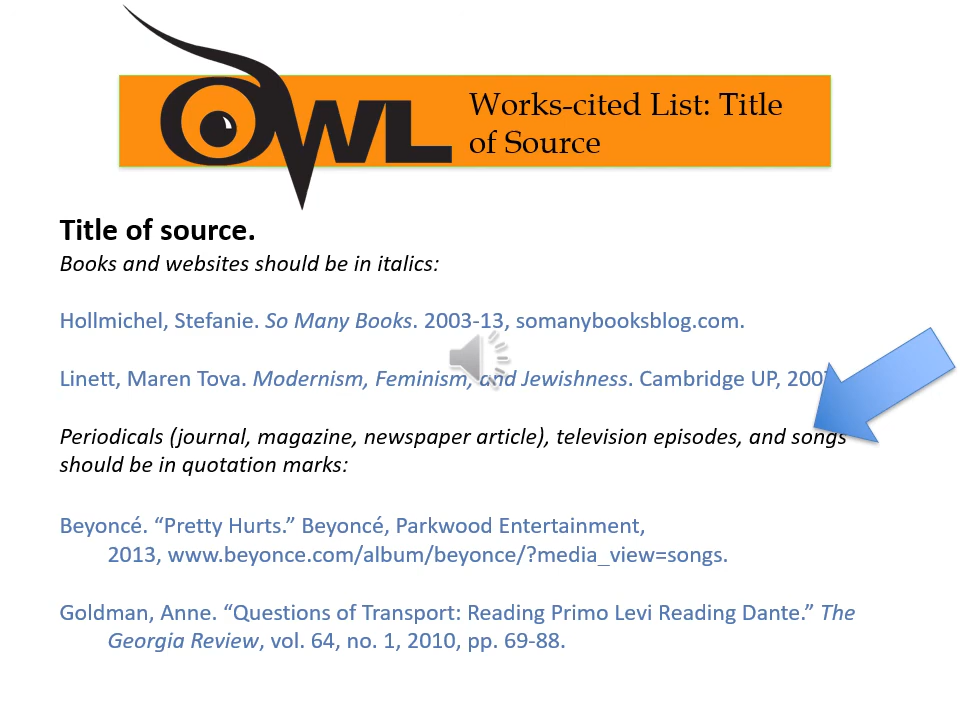 OWL
Works-cited List: Title
of Source
Title of source.
Books and websites should be in italics:
Hollmichel, Stefanie. So Many Books. 2003-13, somanybooksblog.com.
Linett, Maren Tova. Modernism, Feminism, and Jewishness. Cambridge UP,
Periodicals (journal, magazine, newspaper article), television episodes, and songs
should be in quotation marks:
Beyoncé. “Pretty Hurts.” Beyoncé, Parkwood Entertainment,
2013, www.beyonce.com/album/beyonce/?media_view=songs.
Goldman, Anne. “Questions of Transport: Reading Primo Levi Reading Dante.” The
Georgia Review, vol. 64, no. 1, 2010, pp. 69-88.